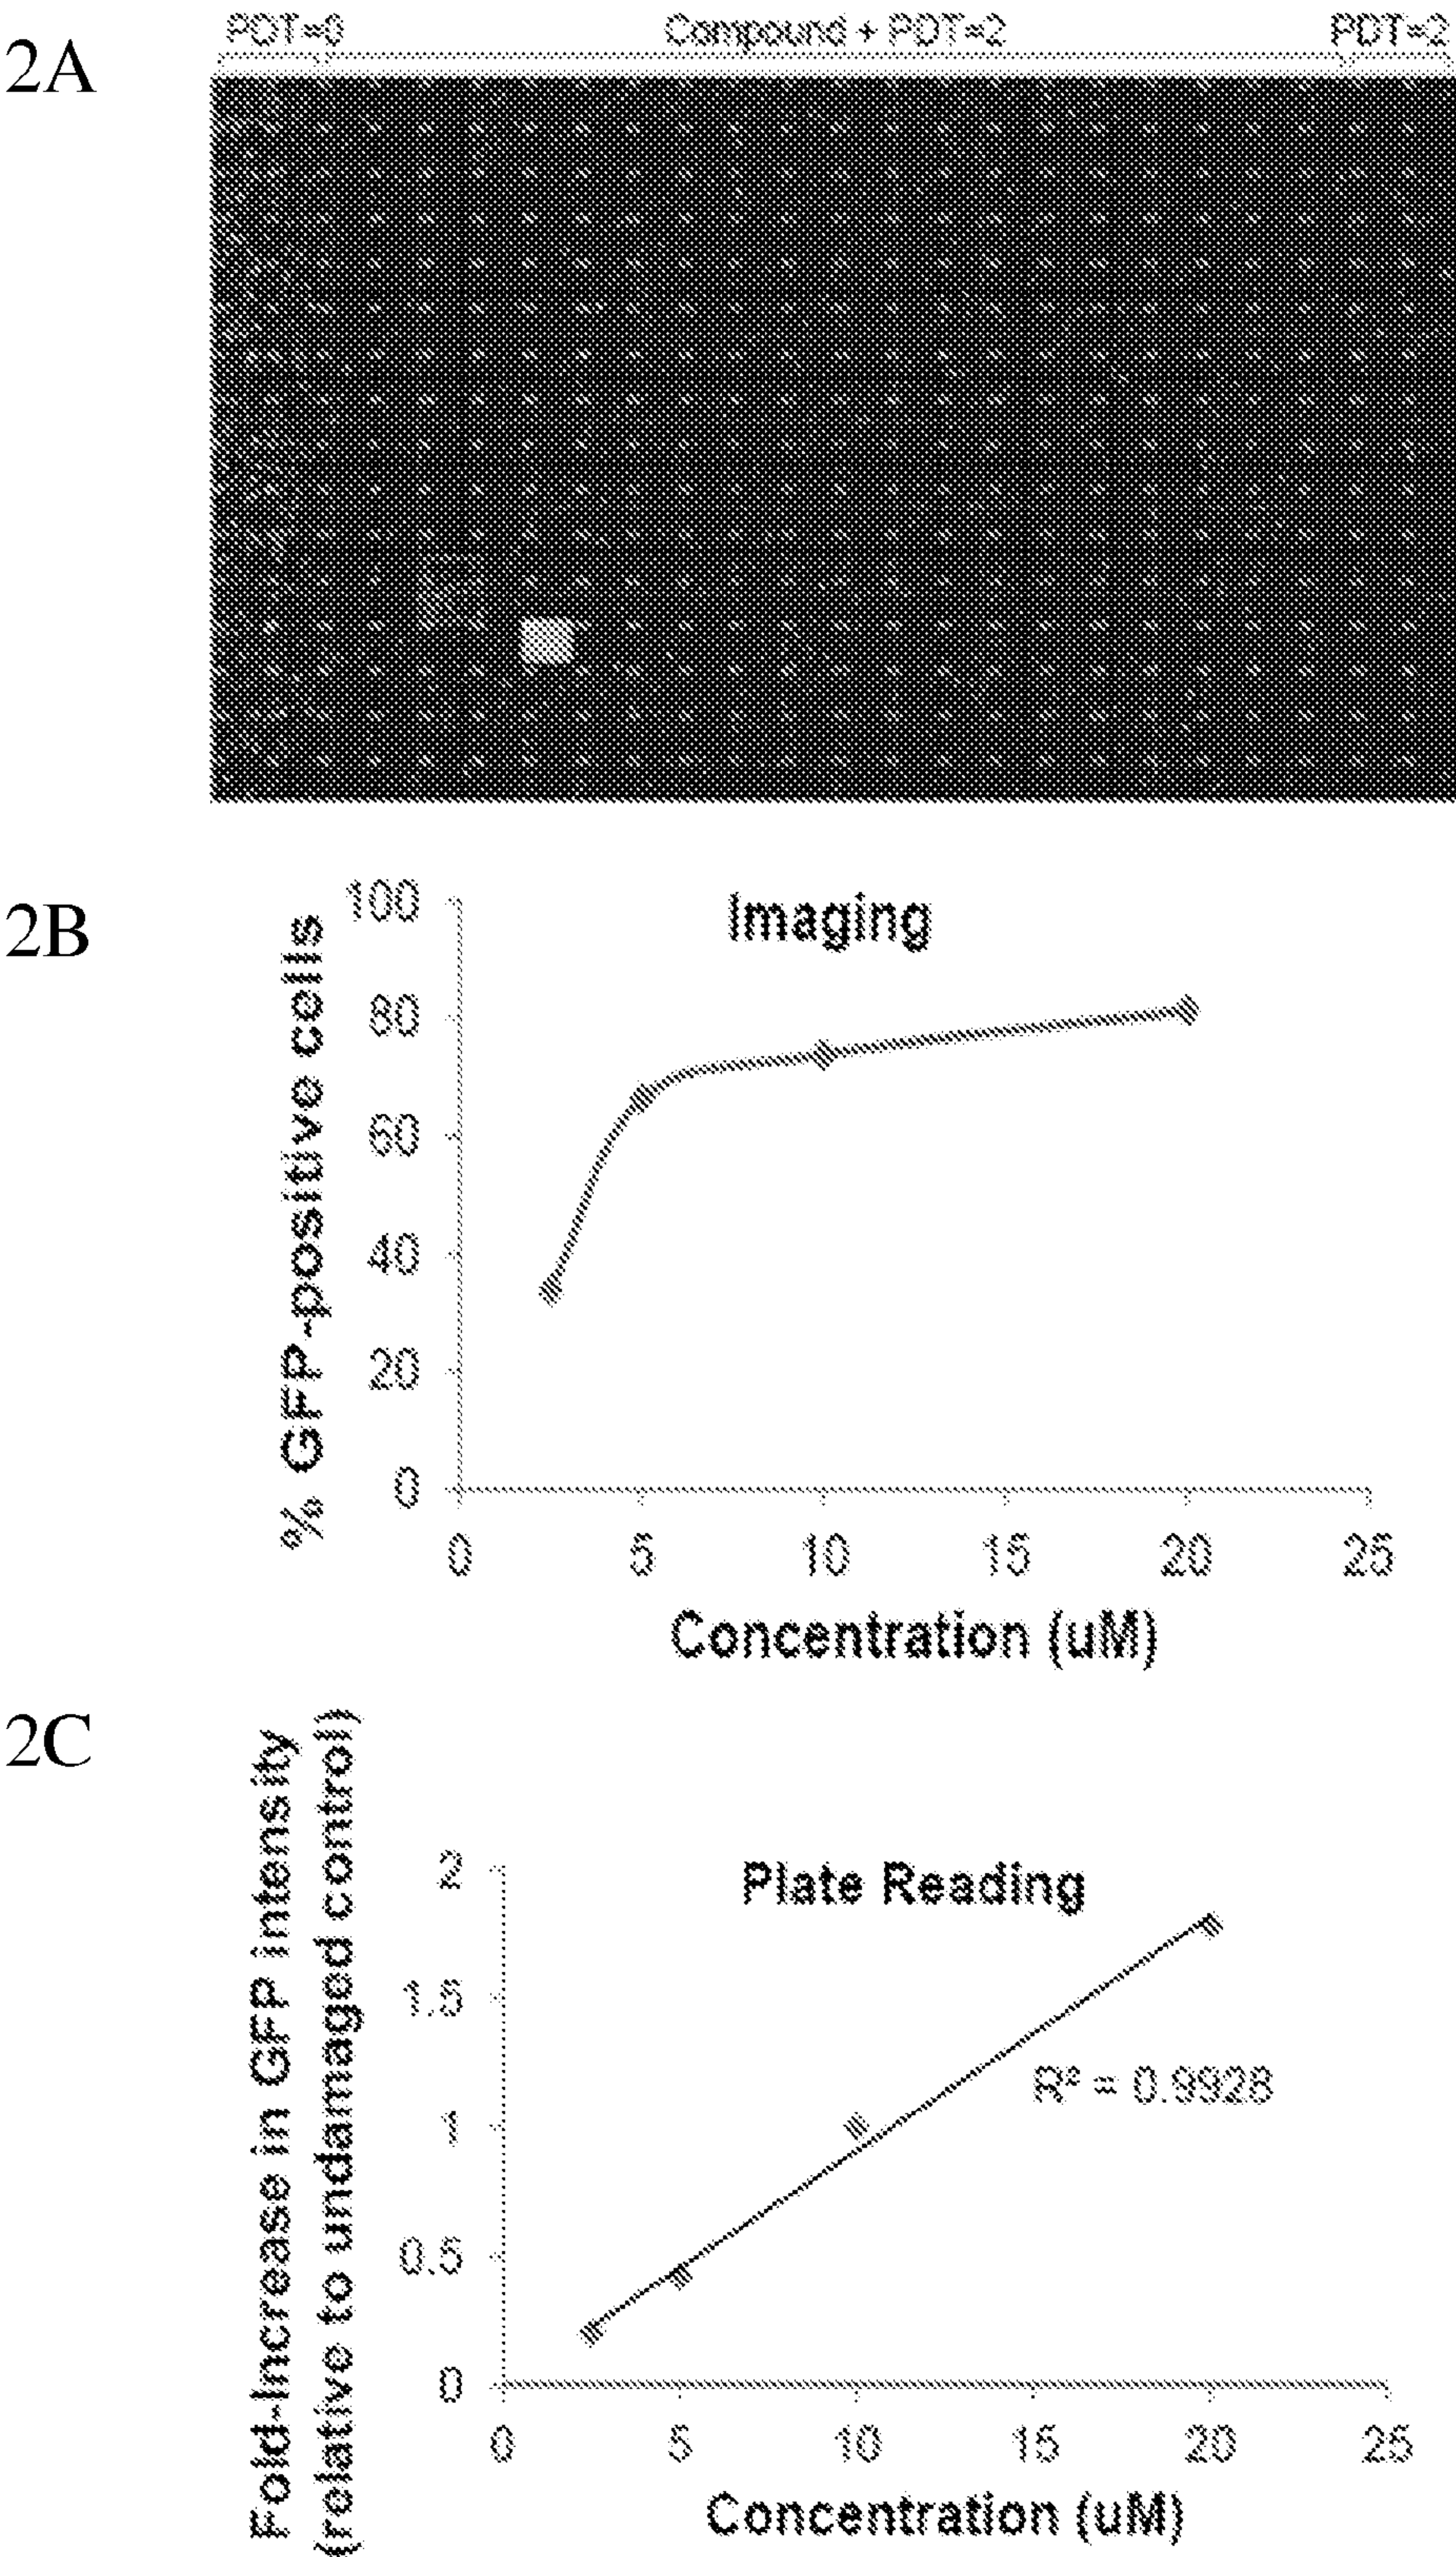 2A
PDT=0 Compound + PDT=2 PDT=2
2B
Imaging
% GFP-positive cells
100
80
60
40
20
0
0 5 10 15 20 25
Concentration (uM)
2C
Plate Reading
Fold-Increase in GFP intensity
(relative to undamaged control)
2
1.5
1
0.5
0
R² = 0.9928
0 5 10 15 20 25
Concentration (uM)